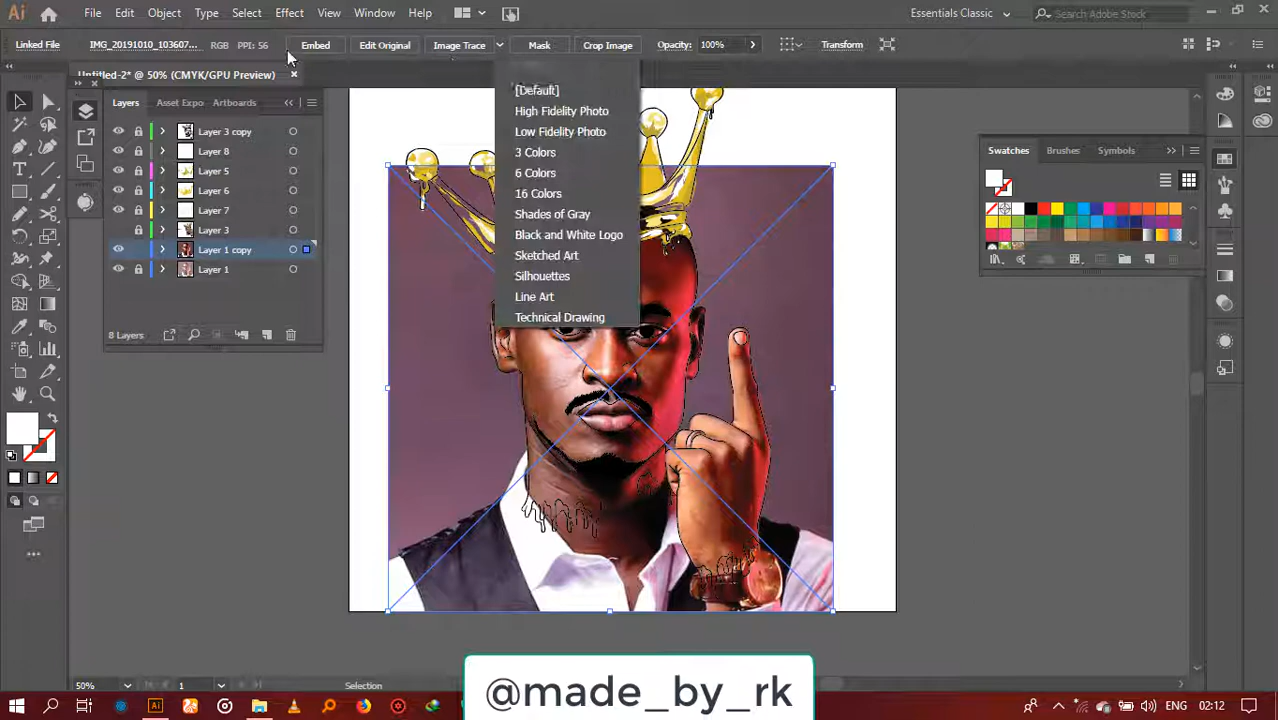 Ai File Edit Object Type Select Effect View Window Help Essentials Classic Search Adobe Stock
Linked File IMG_20191010_103607... RGB PPI: 56 Embed Edit Original Image Trace Mask Crop Image Opacity: 100% Transform
Untitled-2* @ 50% (CMYK/GPU Preview)
Layers Asset Expo Artboards
Layer 3 copy
Layer 8
Layer 5
Layer 6
Layer 7
Layer 3
Layer 1 copy
Layer 1
8 Layers
[Default]
High Fidelity Photo
Low Fidelity Photo
3 Colors
6 Colors
16 Colors
Shades of Gray
Black and White Logo
Sketched Art
Silhouettes
Line Art
Technical Drawing
Swatches Brushes Symbols
50% 1 Selection
@made_by_rk
Ai 02:12